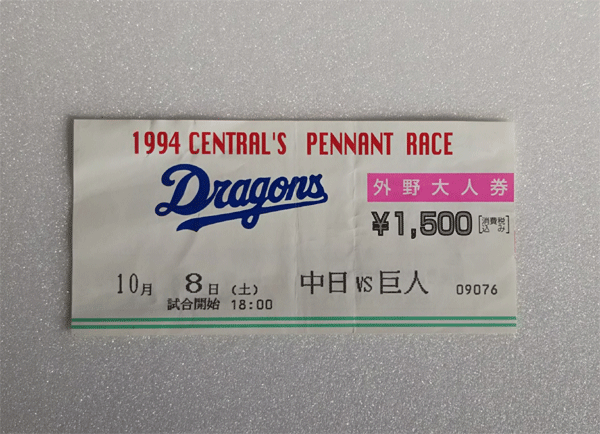 1994 CENTRAL'S PENNANT RACE
Dragons
外野大人券
¥1,500 [消費税込み]
10月 8日 (土) 中日 VS 巨人 09076
試合開始 18:00